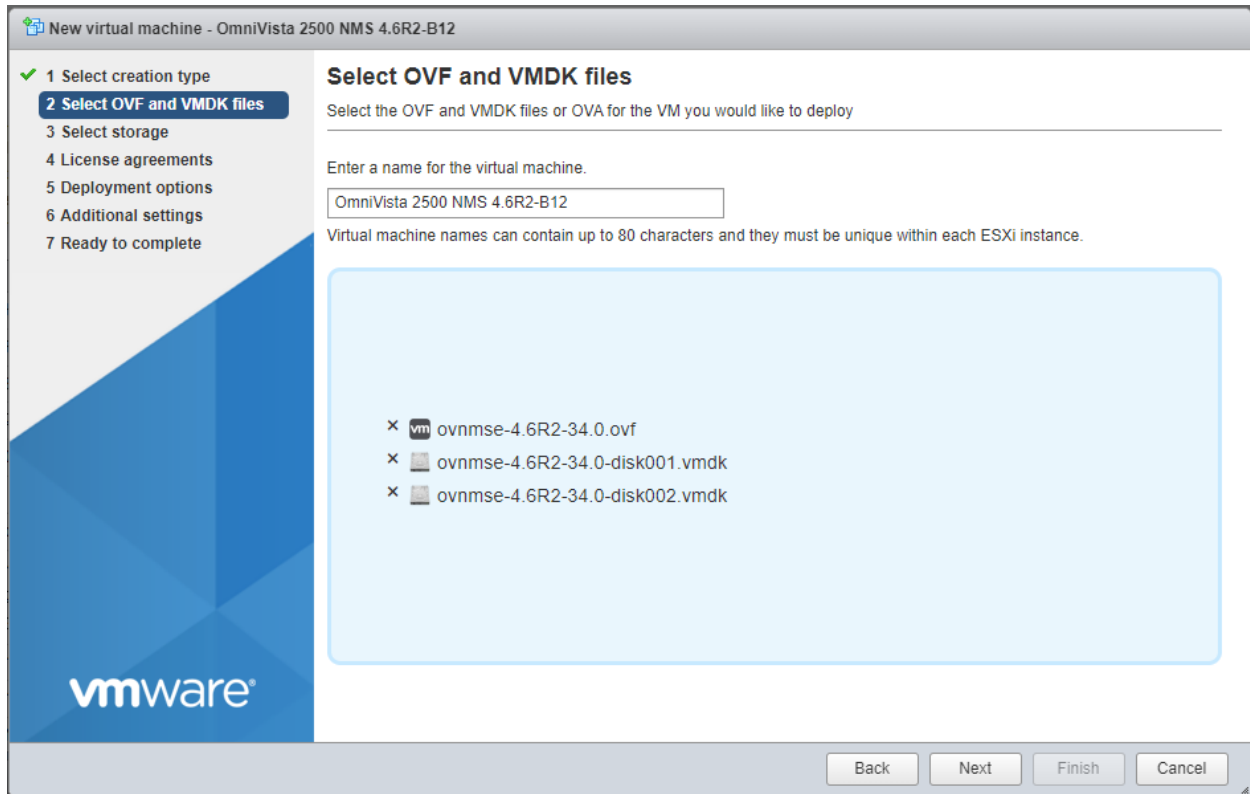 New virtual machine - OmniVista 2500 NMS 4.6R2-B12
1 Select creation type
2 Select OVF and VMDK files
3 Select storage
4 License agreements
5 Deployment options
6 Additional settings
7 Ready to complete
vmware®
Select OVF and VMDK files
Select the OVF and VMDK files or OVA for the VM you would like to deploy
Enter a name for the virtual machine.
OmniVista 2500 NMS 4.6R2-B12
Virtual machine names can contain up to 80 characters and they must be unique within each ESXi instance.
× vm ovnmse-4.6R2-34.0.ovf
× ovnmse-4.6R2-34.0-disk001.vmdk
× ovnmse-4.6R2-34.0-disk002.vmdk
Back Next Finish Cancel